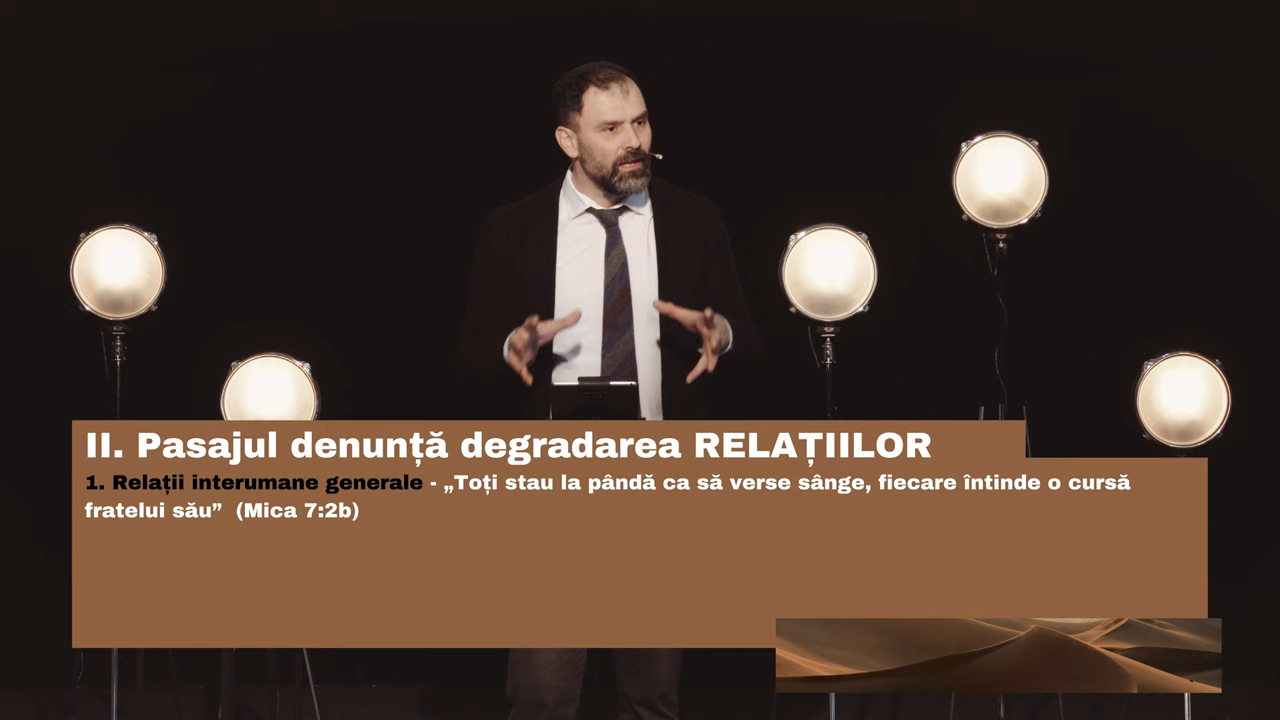 II. Pasajul denunță degradarea RELAȚIILOR
1. Relații interumane generale - „Toți stau la pândă ca să verse sânge, fiecare întinde o cursă
fratelui său” (Mica 7:2b)